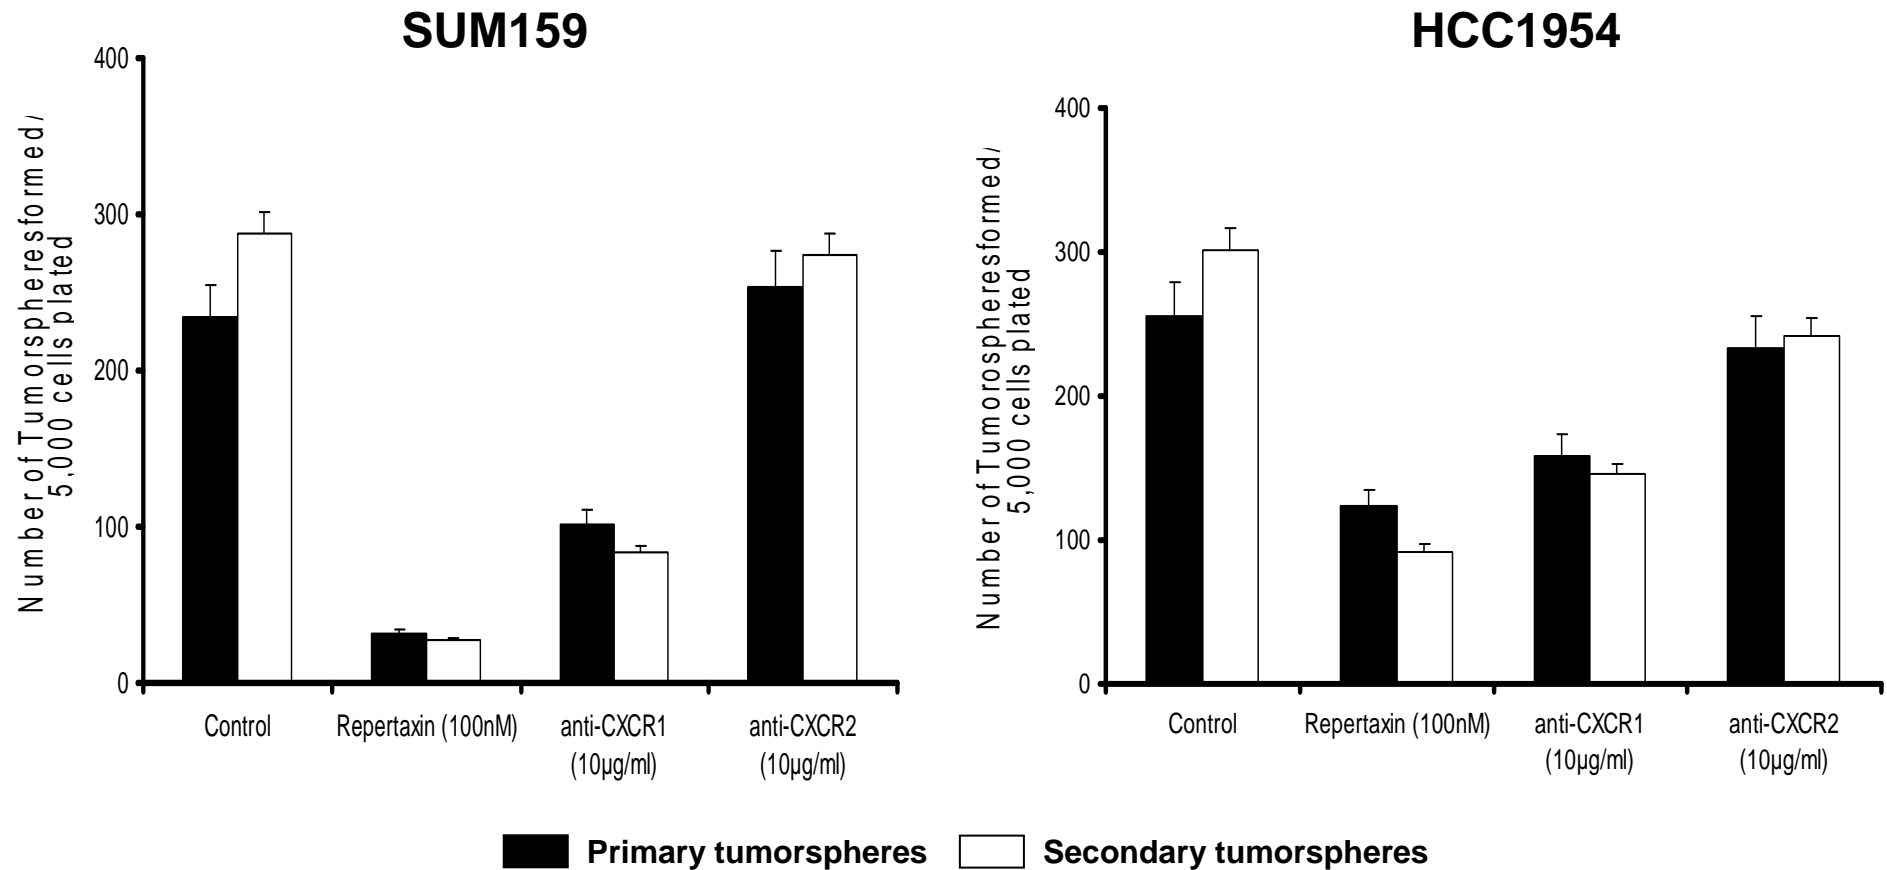 SUM159
400
300
200
100
0
Number of Tumorspheresformed/
5,000 cells plated
Control
Repertaxin (100nM)
anti-CXCR1
(10µg/ml)
anti-CXCR2
(10µg/ml)
HCC1954
400
300
200
100
0
Number of Tumorospheresformed/
5,000 cells plated
Control
Repertaxin (100nM)
anti-CXCR1
(10µg/ml)
anti-CXCR2
(10µg/ml)
Primary tumorspheres
Secondary tumorspheres